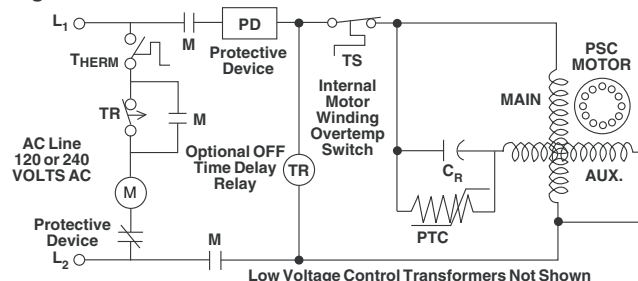 L1
M
PD
Protective
Device
TS
Internal
Motor
Winding
Overtemp
Switch
THERM
TR
M
AC Line
120 or 240
VOLTS AC
M
Protective
Device
L2
M
Optional OFF
Time Delay
Relay
TR
CR
PTC
MAIN
PSC
MOTOR
AUX.
Low Voltage Control Transformers Not Shown